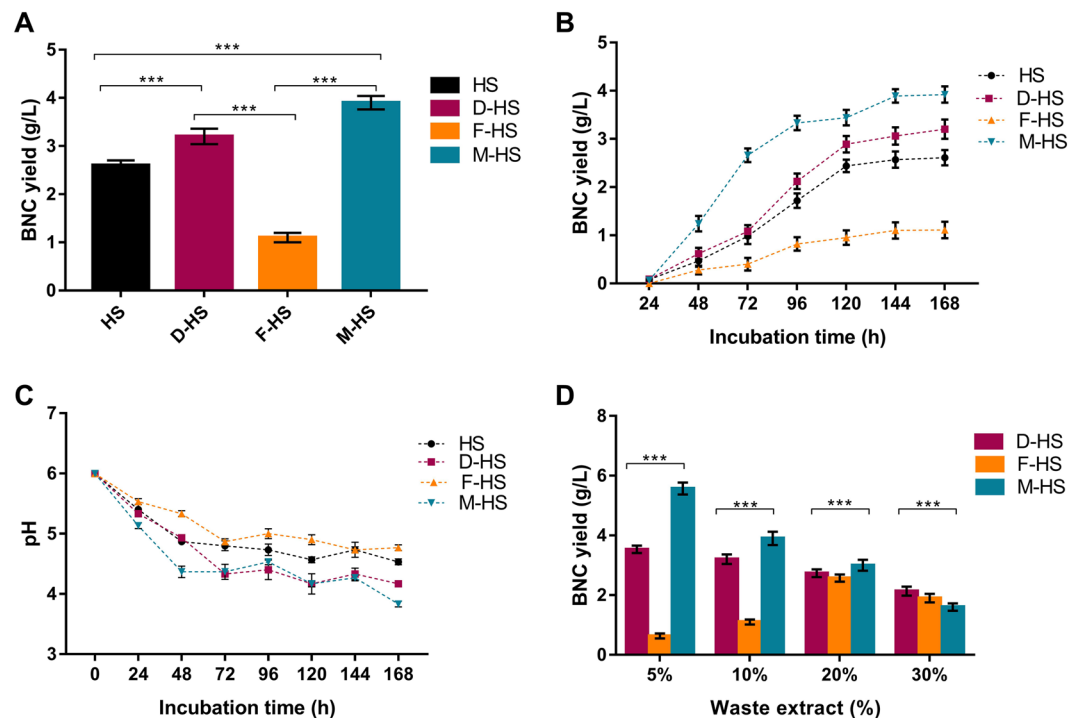 A
BNC yield (g/L)
5
4
3
2
1
0
***
***
***
***
HS
D-HS
F-HS
M-HS
HS
D-HS
F-HS
M-HS
B
BNC yield (g/L)
5
4
3
2
1
0
24 48 72 96 120 144 168
Incubation time (h)
HS
D-HS
F-HS
M-HS
C
pH
7
6
5
4
3
0 24 48 72 96 120 144 168
Incubation time (h)
HS
D-HS
F-HS
M-HS
D
BNC yield (g/L)
8
6
4
2
0
***
***
***
***
5% 10% 20% 30%
Waste extract (%)
D-HS
F-HS
M-HS